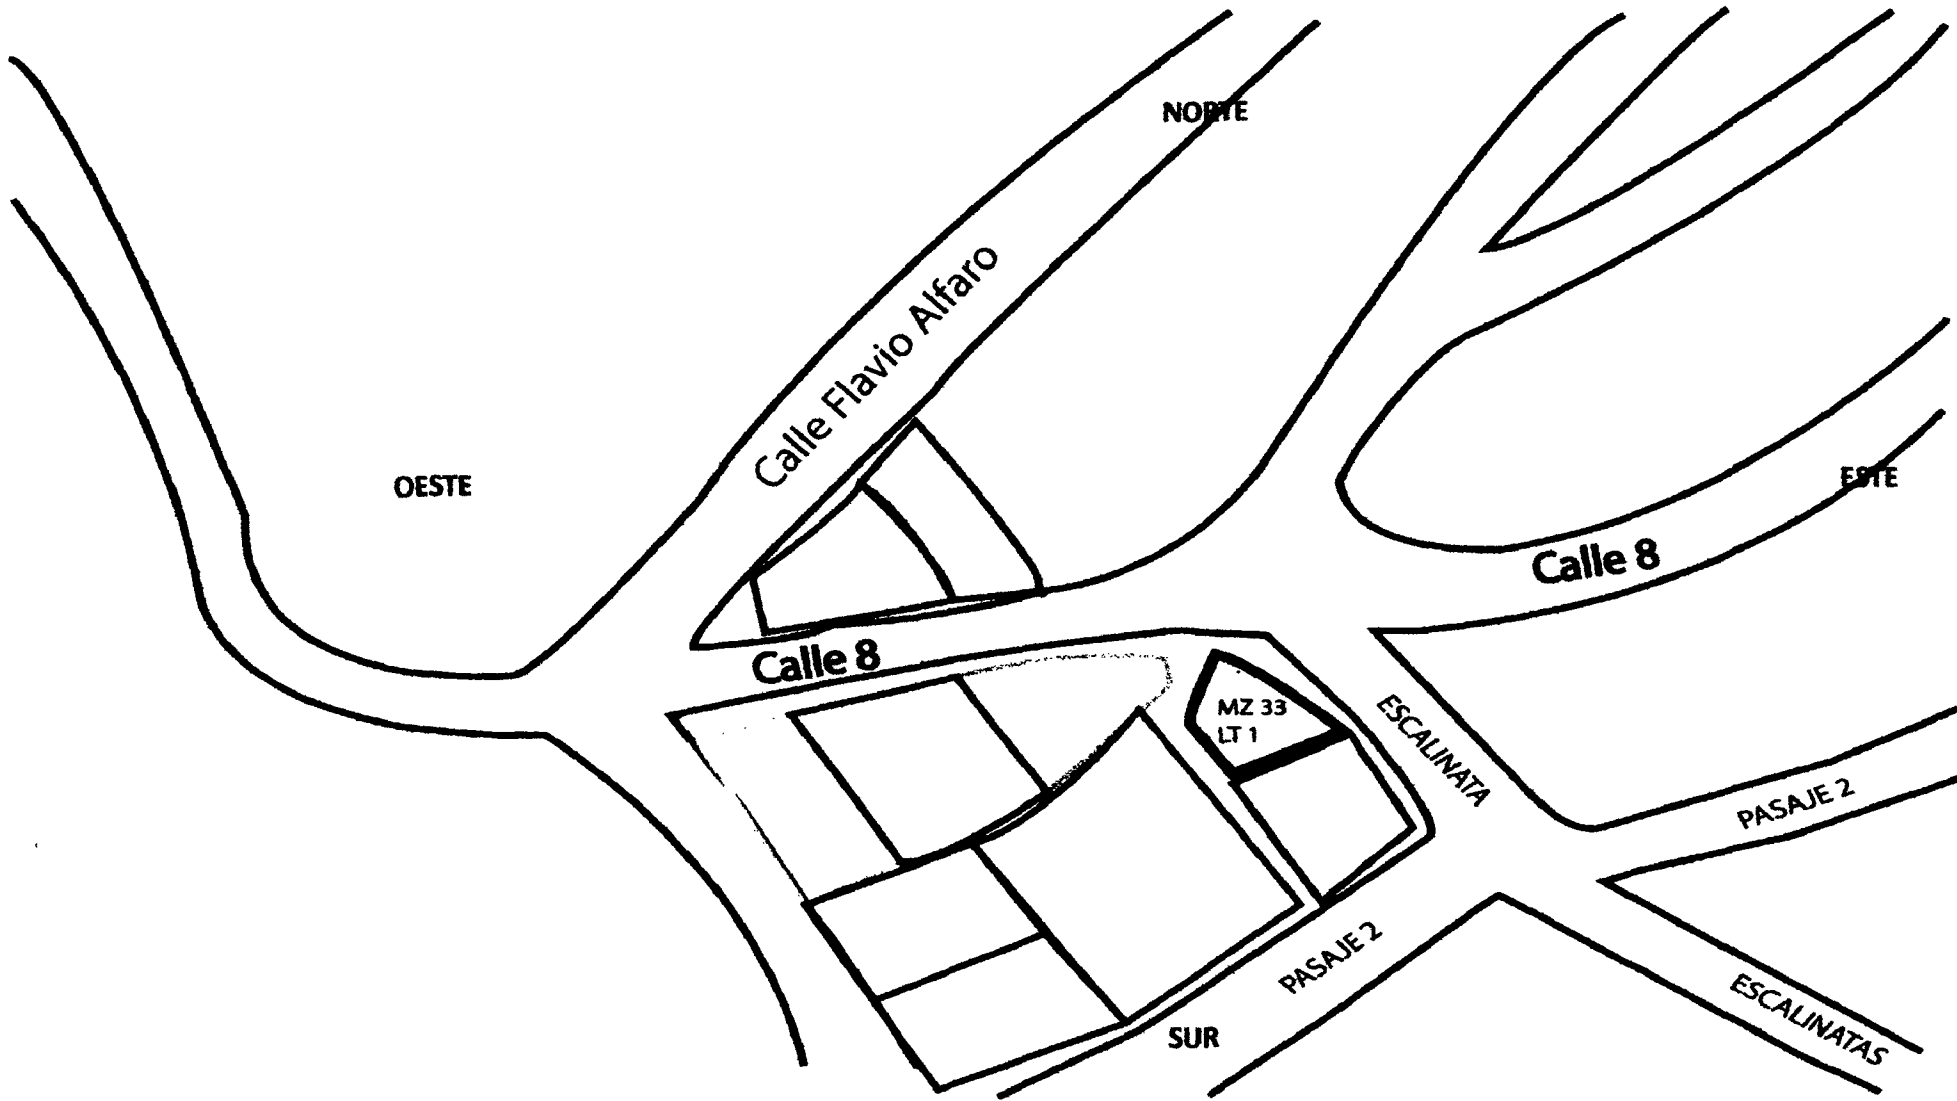 NORTE
Calle Flavio Alfaro
OESTE
ESTE
Calle 8
Calle 8
MZ 33
LT 1
ESCALINATA
PASAJE 2
PASAJE 2
ESCALINATAS
SUR